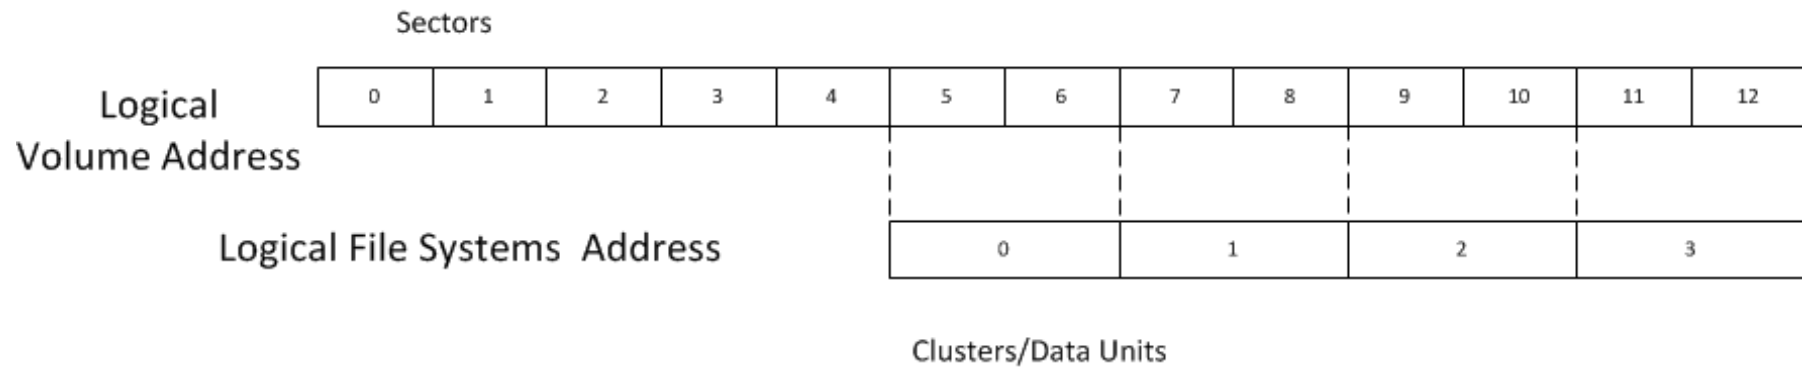 Sectors
0 1 2 3 4 5 6 7 8 9 10 11 12
Logical
Volume Address
Logical File Systems Address
0 1 2 3
Clusters/Data Units